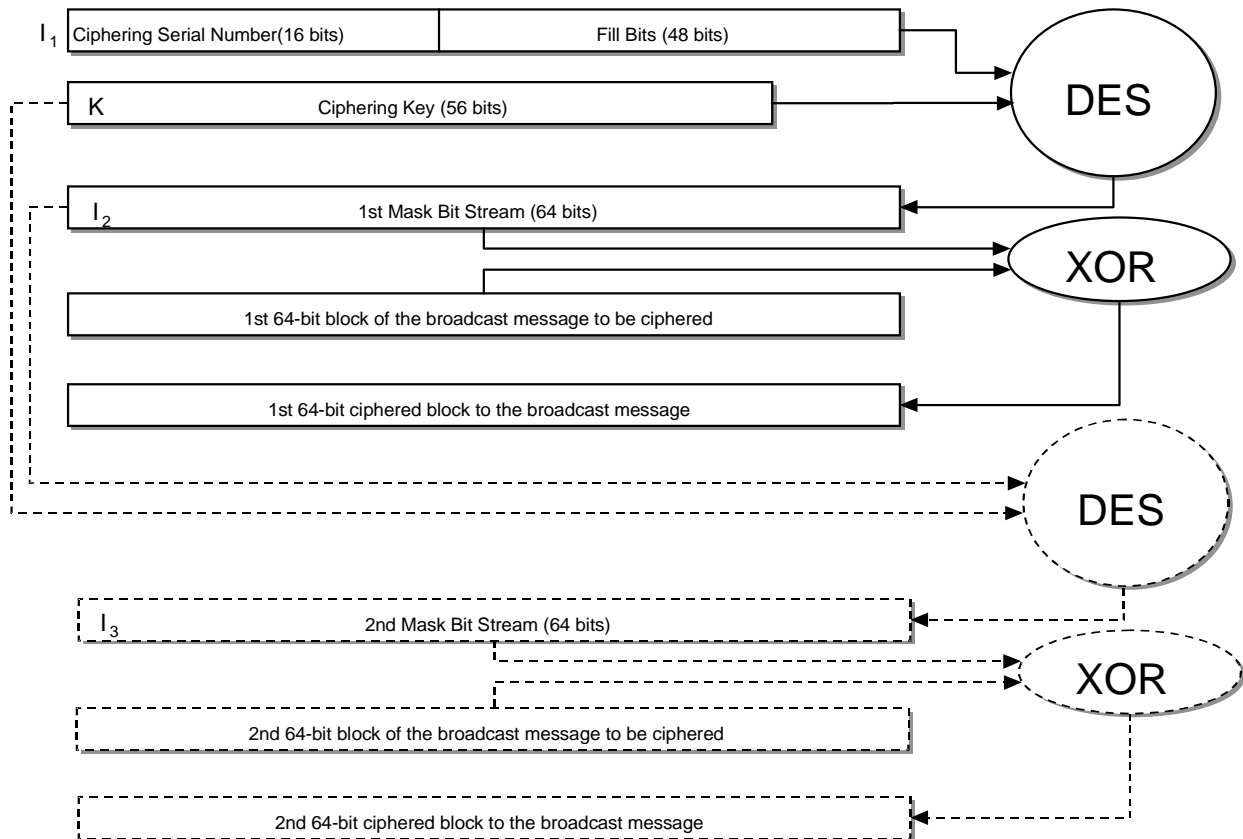 I1 Ciphering Serial Number(16 bits) Fill Bits (48 bits)
DES
K Ciphering Key (56 bits)
I2 1st Mask Bit Stream (64 bits)
XOR
1st 64-bit block of the broadcast message to be ciphered
1st 64-bit ciphered block to the broadcast message
DES
I3 2nd Mask Bit Stream (64 bits)
XOR
2nd 64-bit block of the broadcast message to be ciphered
2nd 64-bit ciphered block to the broadcast message